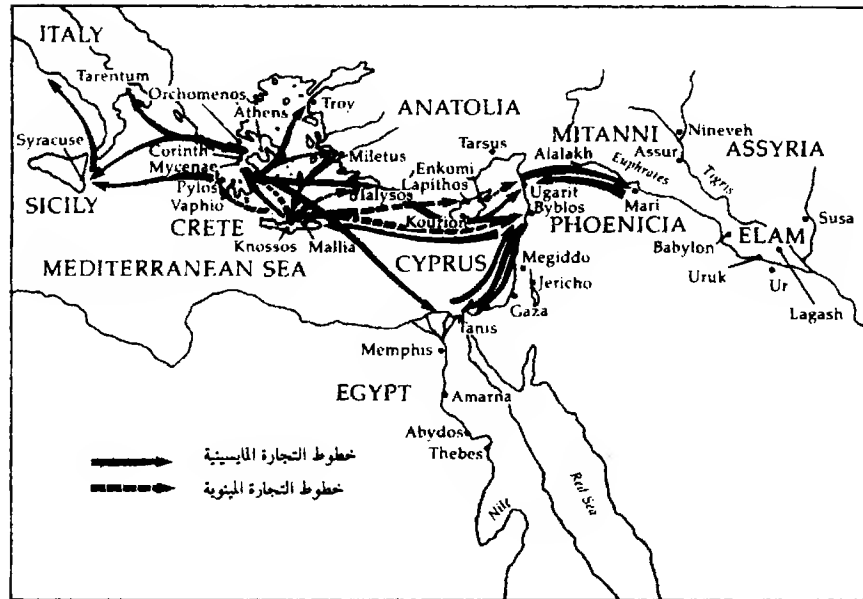 ITALY
Tarentum
Orchomenos
Athens
Troy
ANATOLIA
MITANNI
Nineveh
Assur
ASSYRIA
Syracuse
Corinth
Mycenae
Miletus
Tarsus
Alalakh
Euphrates
Tigris
Enkomi
Lapithos
SICILY
Pylos
Vaphio
Ialysos
Ugarit
Mari
Susa
CRETE
Kourion
Byblos
PHOENICIA
Babylon
ELAM
Knossos
Mallia
MEDITERRANEAN SEA
CYPRUS
Megiddo
Jericho
Uruk
Ur
Gaza
Lagash
Tanis
Memphis
EGYPT
Amarna
Abydos
Thebes
خطوط التجارة المايسينية
خطوط التجارة المينوية
Nile
Red Sea